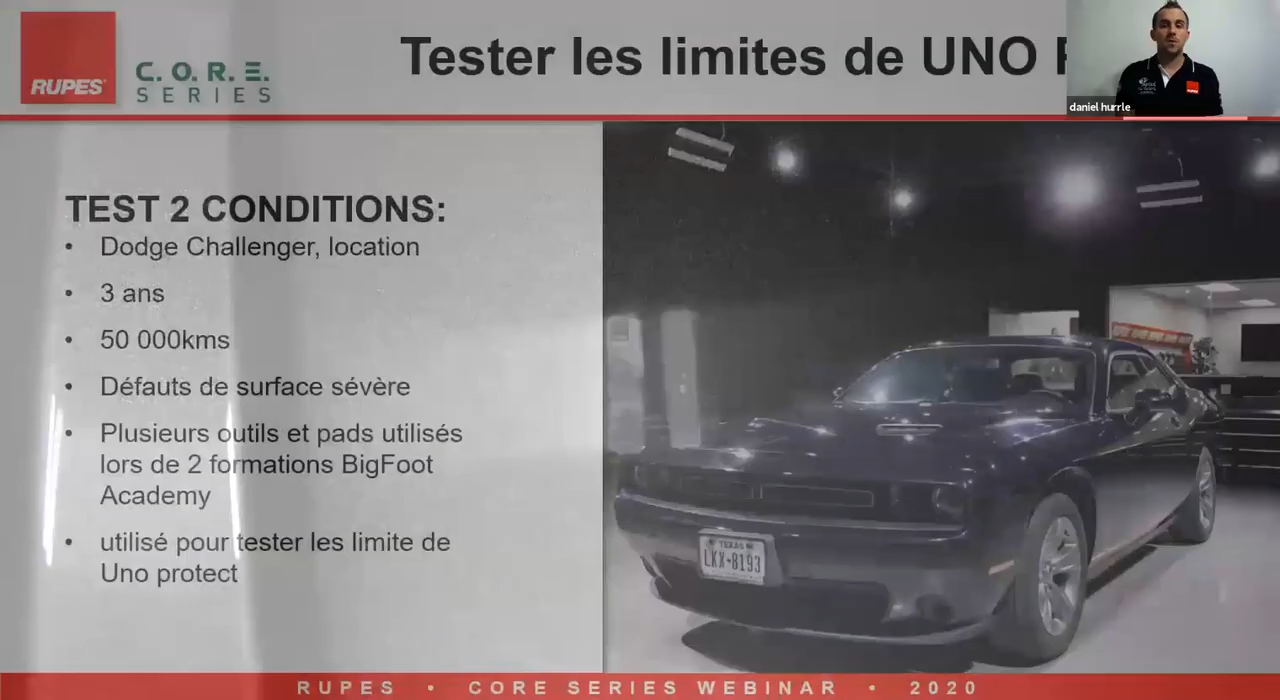 Tester les limites de UNO
RUPES
C. O. R. E.
SERIES
daniel hurrle
RUPES
TEST 2 CONDITIONS:
• Dodge Challenger, location
• 3 ans
• 50 000kms
• Défauts de surface sévère
• Plusieurs outils et pads utilisés
lors de 2 formations BigFoot
Academy
• utilisé pour tester les limite de
Uno protect
TEXAS
LKX-8193
RUPES • CORE SERIES WEBINAR • 2020